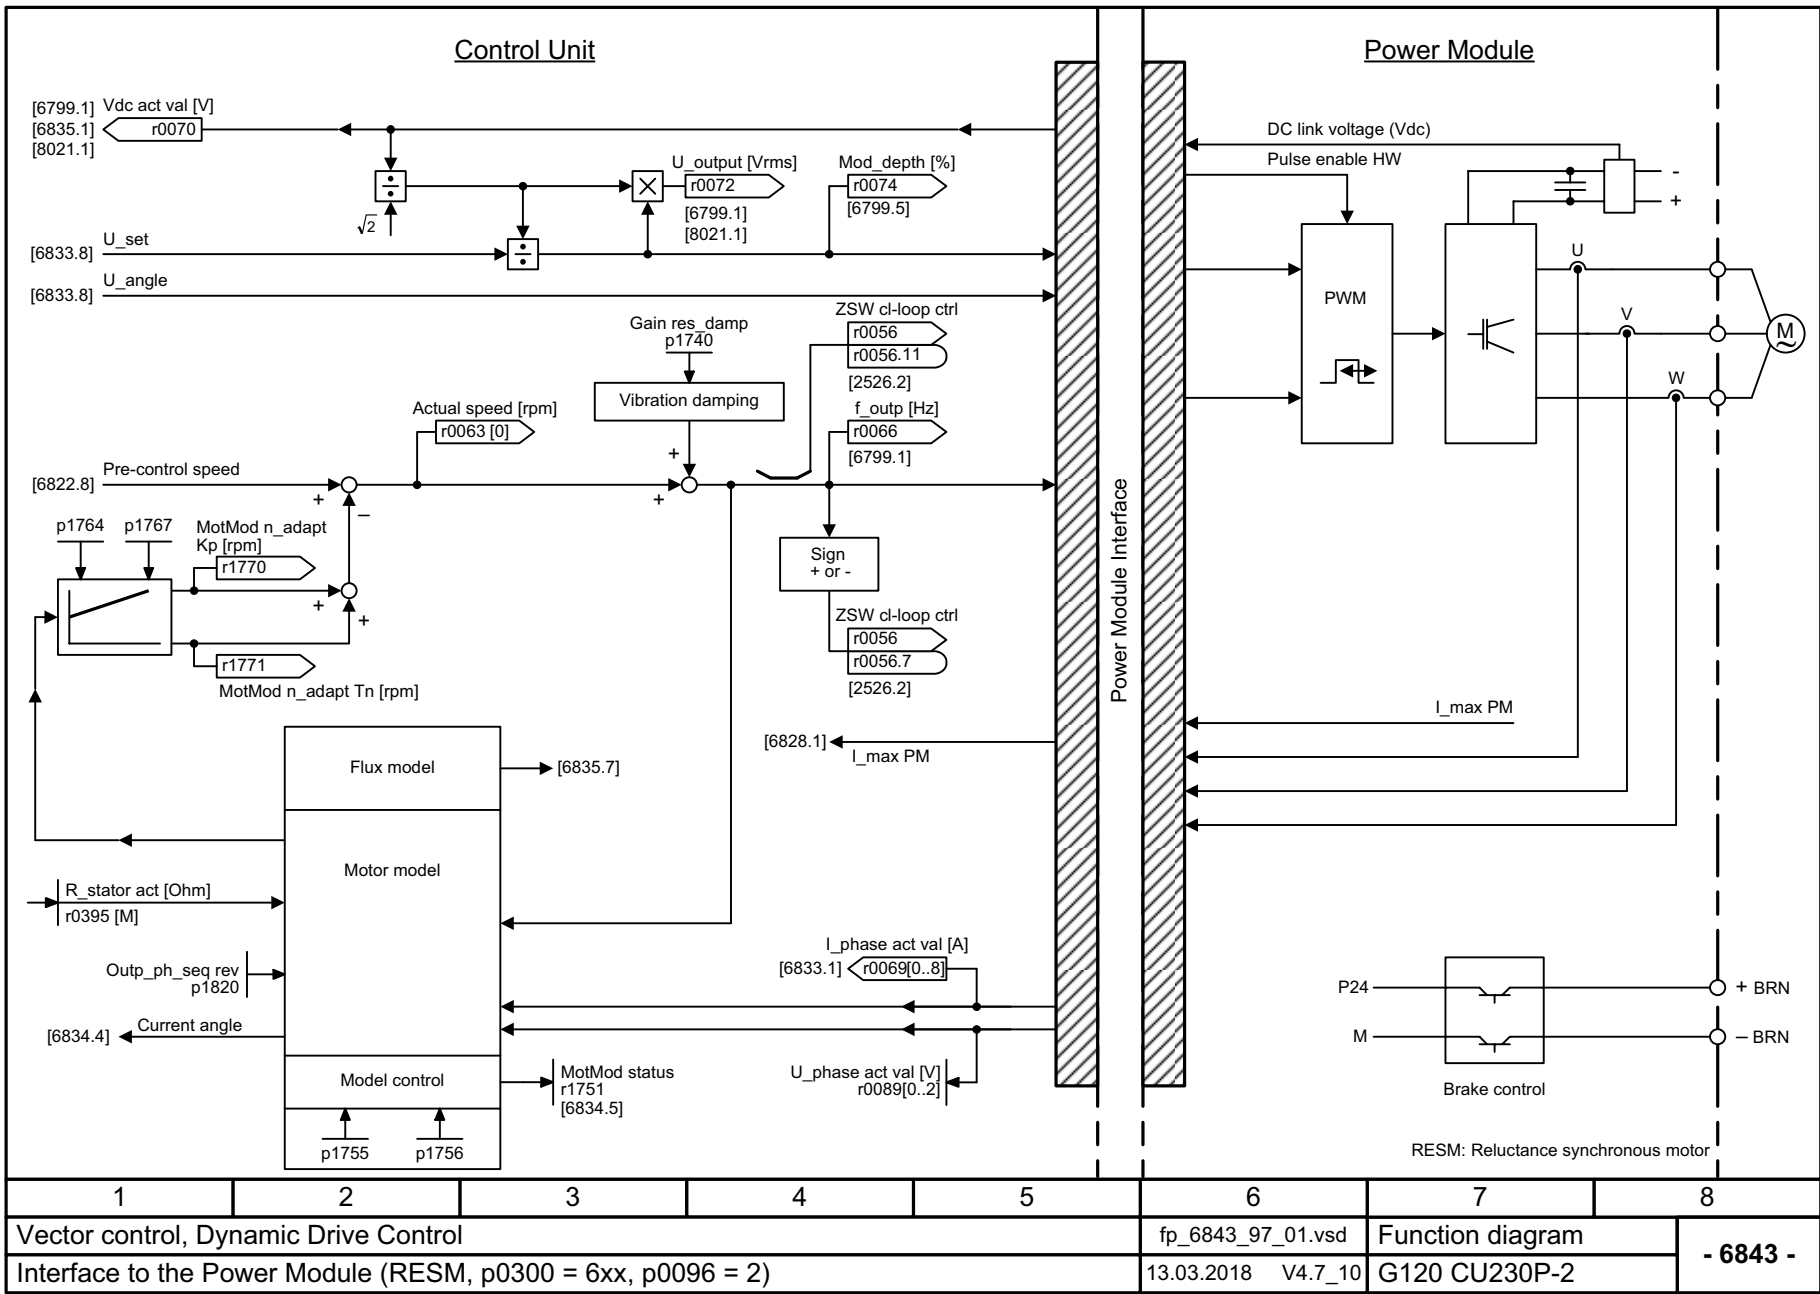 Control Unit
Power Module
[6799.1]
[6835.1]
[8021.1]
Vdc act val [V]
r0070
÷
√2
U_output [Vrms]
×
r0072
[6799.1]
[8021.1]
Mod_depth [%]
r0074
[6799.5]
U_set
[6833.8]
÷
U_angle
[6833.8]
Gain res_damp
p1740
Vibration damping
ZSW cl-loop ctrl
r0056
r0056.11
[2526.2]
f_outp [Hz]
r0066
[6799.1]
Actual speed [rpm]
r0063 [0]
Pre-control speed
[6822.8]
+
–
+
+
p1764
p1767
MotMod n_adapt
Kp [rpm]
r1770
+
+
r1771
MotMod n_adapt Tn [rpm]
Sign
+ or -
ZSW cl-loop ctrl
r0056
r0056.7
[2526.2]
[6828.1]
I_max PM
Flux model
[6835.7]
Motor model
R_stator act [Ohm]
r0395 [M]
Outp_ph_seq rev
p1820
Current angle
[6834.4]
I_phase act val [A]
[6833.1]
r0069[0..8]
U_phase act val [V]
r0089[0..2]
Model control
MotMod status
r1751
[6834.5]
p1755
p1756
Power Module Interface
DC link voltage (Vdc)
Pulse enable HW
-
+
PWM
U
V
W
M
~
I_max PM
P24
M
+ BRN
– BRN
Brake control
RESM: Reluctance synchronous motor
1 2 3 4 5 6 7 8
Vector control, Dynamic Drive Control
fp_6843_97_01.vsd
Function diagram
- 6843 -
Interface to the Power Module (RESM, p0300 = 6xx, p0096 = 2)
13.03.2018 V4.7_10
G120 CU230P-2